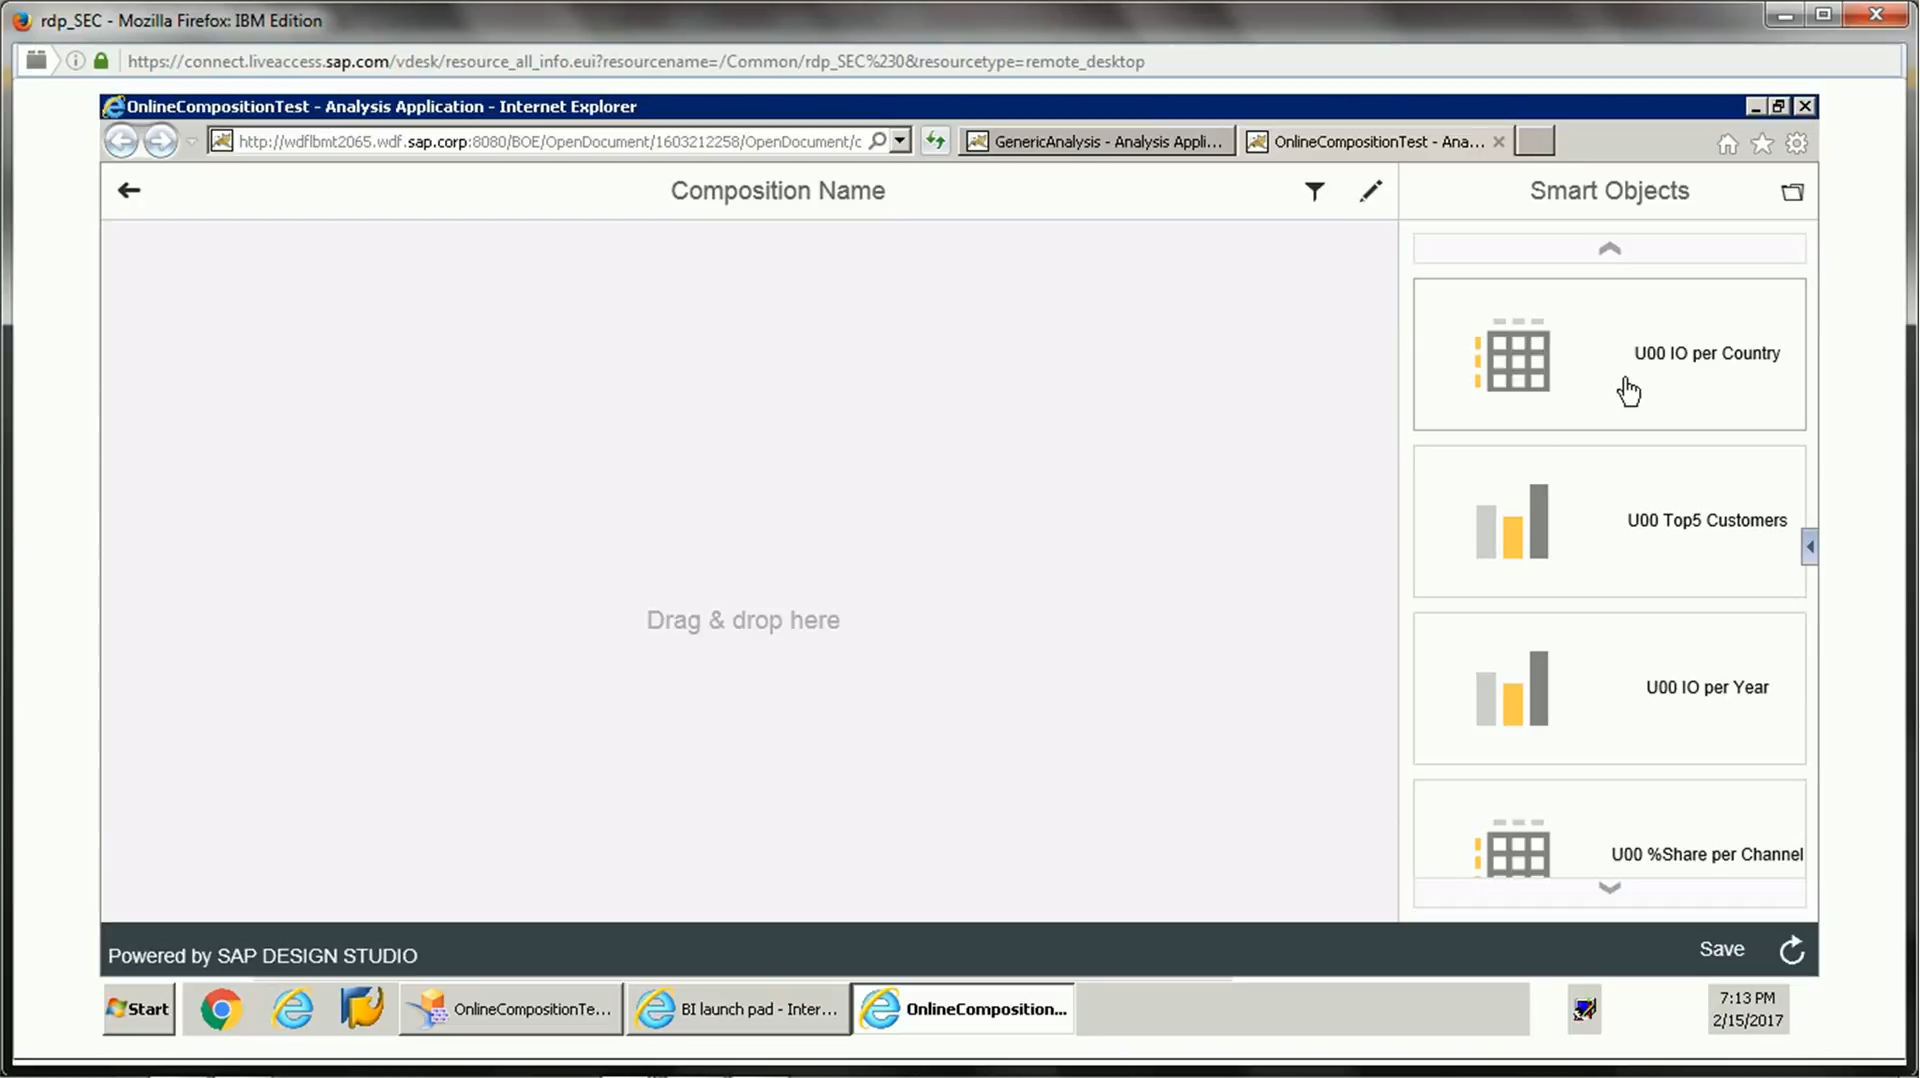 rdp_SEC - Mozilla Firefox: IBM Edition
https://connect.liveaccess.sap.com/vdesk/resource_all_info.eui?resourcename=/Common/rdp_SEC%230&resourcetype=remote_desktop
OnlineCompositionTest - Analysis Application - Internet Explorer
http://wdflbmt2065.wdf.sap.corp:8080/BOE/OpenDocument/1603212258/OpenDocument/c
GenericAnalysis - Analysis Appli...
OnlineCompositionTest - Ana...
Composition Name
Smart Objects
U00 IO per Country
U00 Top5 Customers
Drag & drop here
U00 IO per Year
U00 %Share per Channel
Powered by SAP DESIGN STUDIO
Save
Start
OnlineCompositionTe...
BI launch pad - Inter...
OnlineComposition...
7:13 PM
2/15/2017